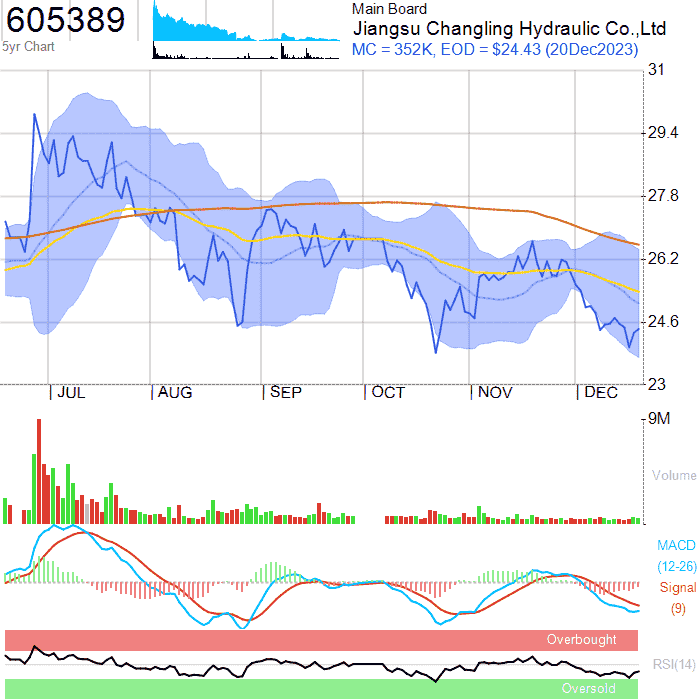 605389
5yr Chart
Main Board
Jiangsu Changling Hydraulic Co.,Ltd
MC = 352K, EOD = $24.43 (20Dec2023)
31
29.4
27.8
26.2
24.6
23
JUL
AUG
SEP
OCT
NOV
DEC
9M
Volume
MACD
(12-26)
Signal
(9)
Overbought
RSI(14)
Oversold